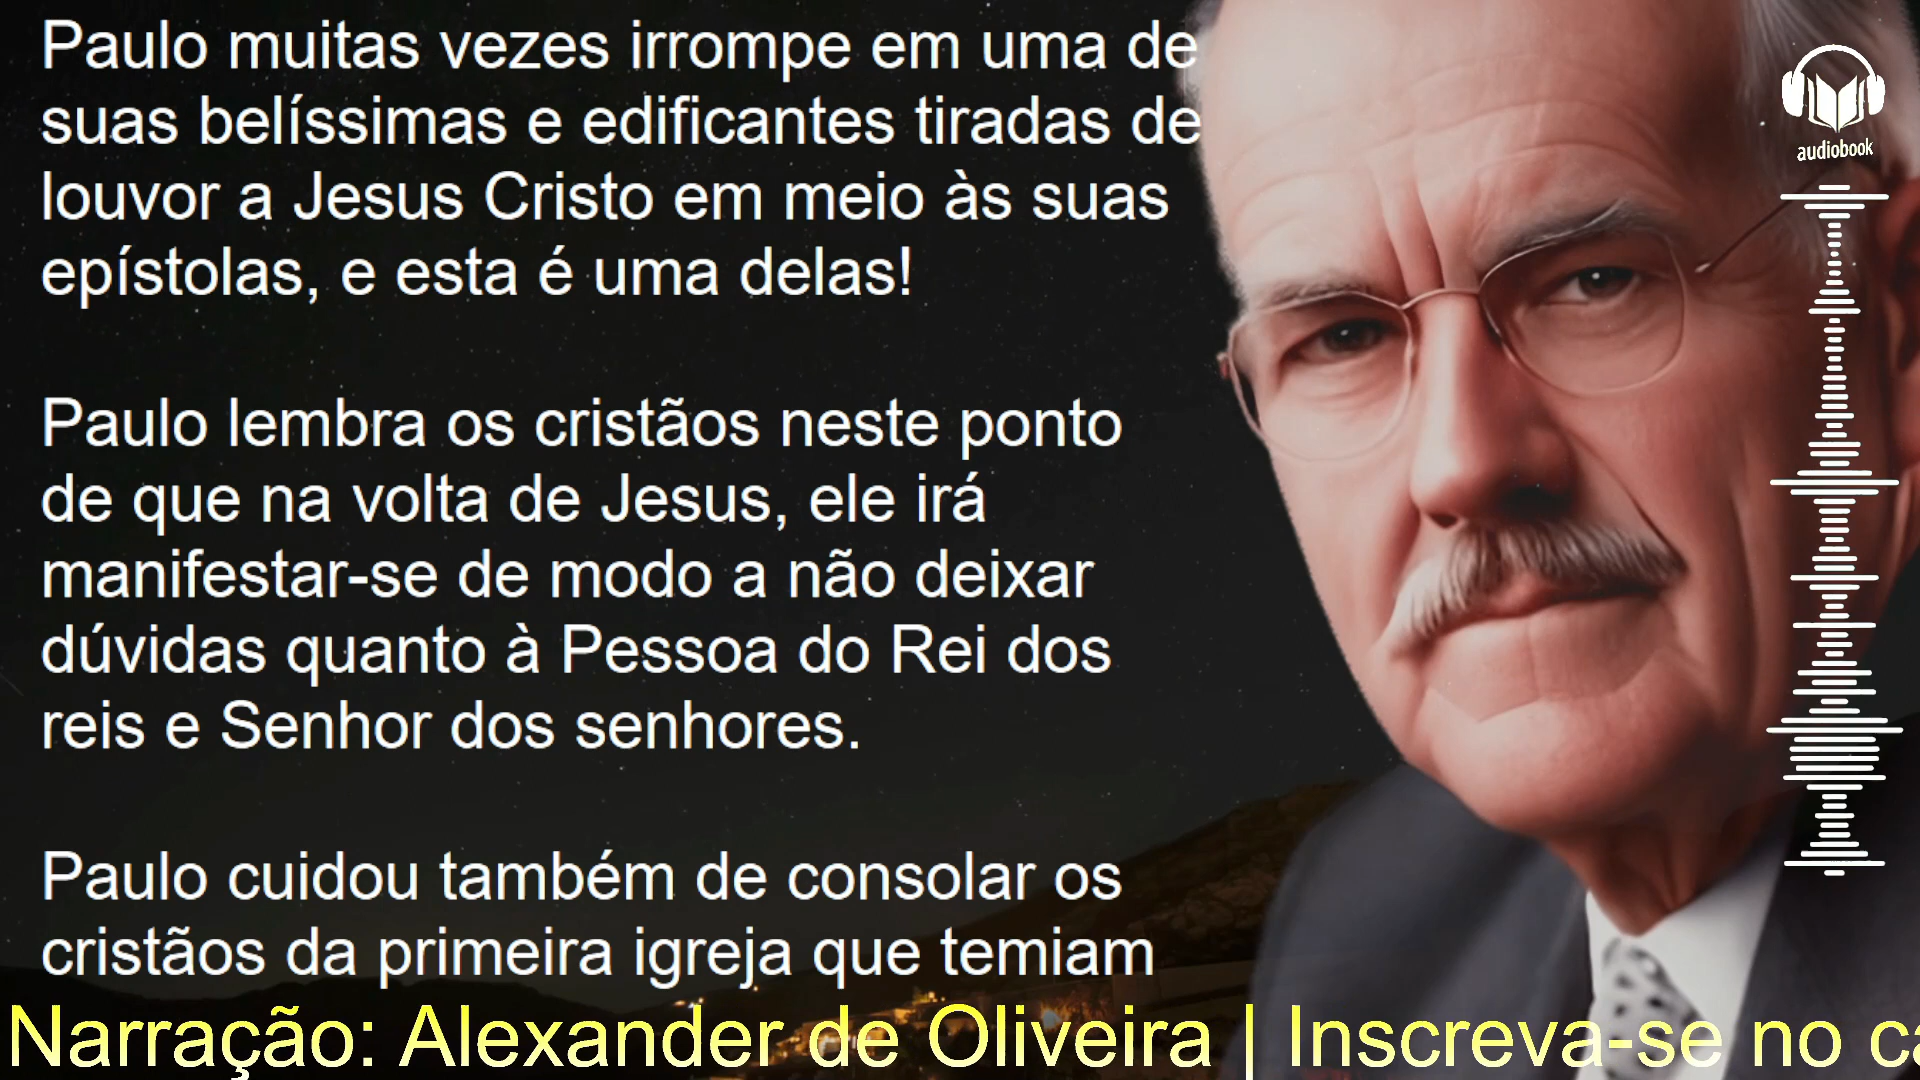 Paulo muitas vezes irrompe em uma de
suas belíssimas e edificantes tiradas de
louvor a Jesus Cristo em meio às suas
epístolas, e esta é uma delas!
Paulo lembra os cristãos neste ponto
de que na volta de Jesus, ele irá
manifestar-se de modo a não deixar
dúvidas quanto à Pessoa do Rei dos
reis e Senhor dos senhores.
Paulo cuidou também de consolar os
cristãos da primeira igreja que temiam
audiobook
Narração: Alexander de Oliveira | Inscreva-se no ca